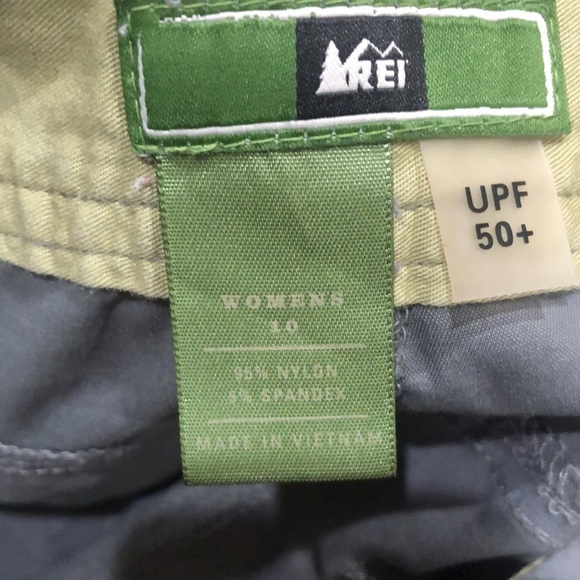 REI
UPF
50+
WOMENS
10
95% NYLON
5% SPANDEX
MADE IN VIETNAM